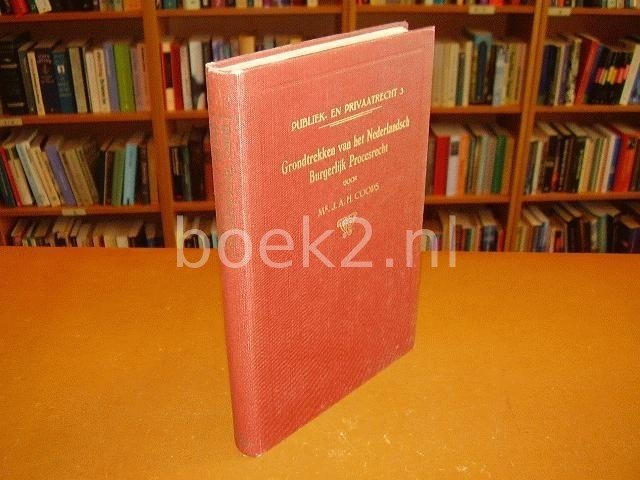 PUBLIEK- EN PRIVAATRECHT 3
Grondtrekken van het Nederlandsch
Burgerlijk Procesrecht
DOOR
Mr. J. A. H. COOPS
boek2.nl